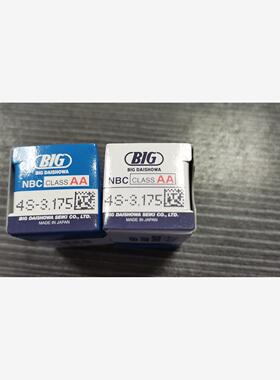 BIG
BIG DAISHOWA
NBC CLASS AA
4S-3.175
BIG DAISHOWA SEIKI CO., LTD.
MADE IN JAPAN
BIG
BIG DAISHOWA
NBC CLASS AA
4S-3.175
BIG DAISHOWA SEIKI CO., LTD.
MADE IN JAPAN